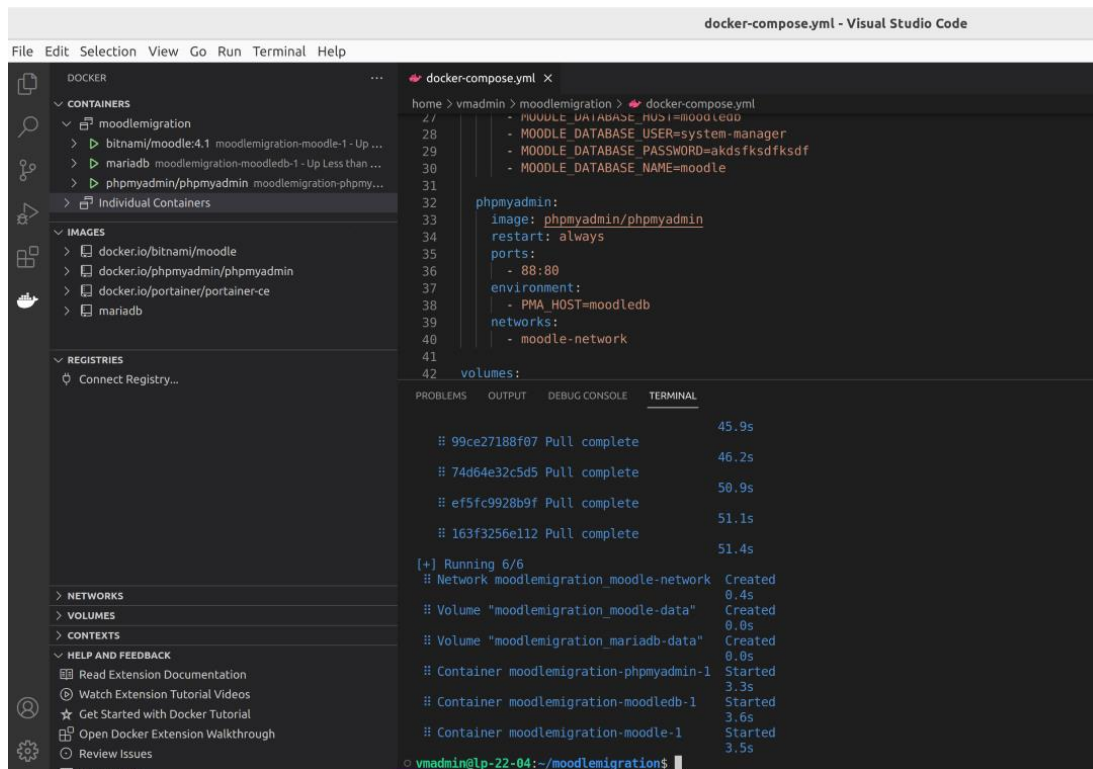 docker-compose.yml - Visual Studio Code
File Edit Selection View Go Run Terminal Help
DOCKER ...
CONTAINERS
moodlemigration
bitnami/moodle:4.1 moodlemigration-moodle-1 - Up ...
mariadb moodlemigration-moodledb-1 - Up Less than ...
phpmyadmin/phpmyadmin moodlemigration-phpmy...
Individual Containers
IMAGES
docker.io/bitnami/moodle
docker.io/phpmyadmin/phpmyadmin
docker.io/portainer/portainer-ce
mariadb
REGISTRIES
Connect Registry...
NETWORKS
VOLUMES
CONTEXTS
HELP AND FEEDBACK
Read Extension Documentation
Watch Extension Tutorial Videos
Get Started with Docker Tutorial
Open Docker Extension Walkthrough
Review Issues
docker-compose.yml ×
home > vmadmin > moodlemigration > docker-compose.yml
27 - MOODLE_DATABASE_HOST=moodledb
28 - MOODLE_DATABASE_USER=system-manager
29 - MOODLE_DATABASE_PASSWORD=akdsfksdfksdf
30 - MOODLE_DATABASE_NAME=moodle
31
32 phpmyadmin:
33 image: phpmyadmin/phpmyadmin
34 restart: always
35 ports:
36 - 88:80
37 environment:
38 - PMA_HOST=moodledb
39 networks:
40 - moodle-network
41
42 volumes:
PROBLEMS OUTPUT DEBUG CONSOLE TERMINAL
45.9s
99ce27188f07 Pull complete
46.2s
74d64e32c5d5 Pull complete
50.9s
ef5fc9928b9f Pull complete
51.1s
163f3256e112 Pull complete
51.4s
[+] Running 6/6
Network moodlemigration_moodle-network Created
0.4s
Volume "moodlemigration_moodle-data" Created
0.0s
Volume "moodlemigration_mariadb-data" Created
0.0s
Container moodlemigration-phpmyadmin-1 Started
3.3s
Container moodlemigration-moodledb-1 Started
3.6s
Container moodlemigration-moodle-1 Started
3.5s
vmadmin@lp-22-04:~/moodlemigration$